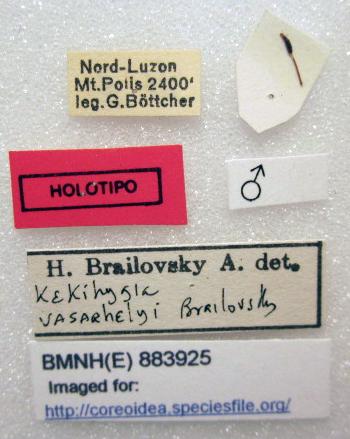 Nord-Luzon
Mt.Polis 2400'
leg.G.Böttcher
HOLOTIPO
♂
H. Brailovsky A. det.
Kekihygia
vasarhelyi Brailovsky
BMNH(E) 883925
Imaged for:
http://coreoidea.speciesfile.org/